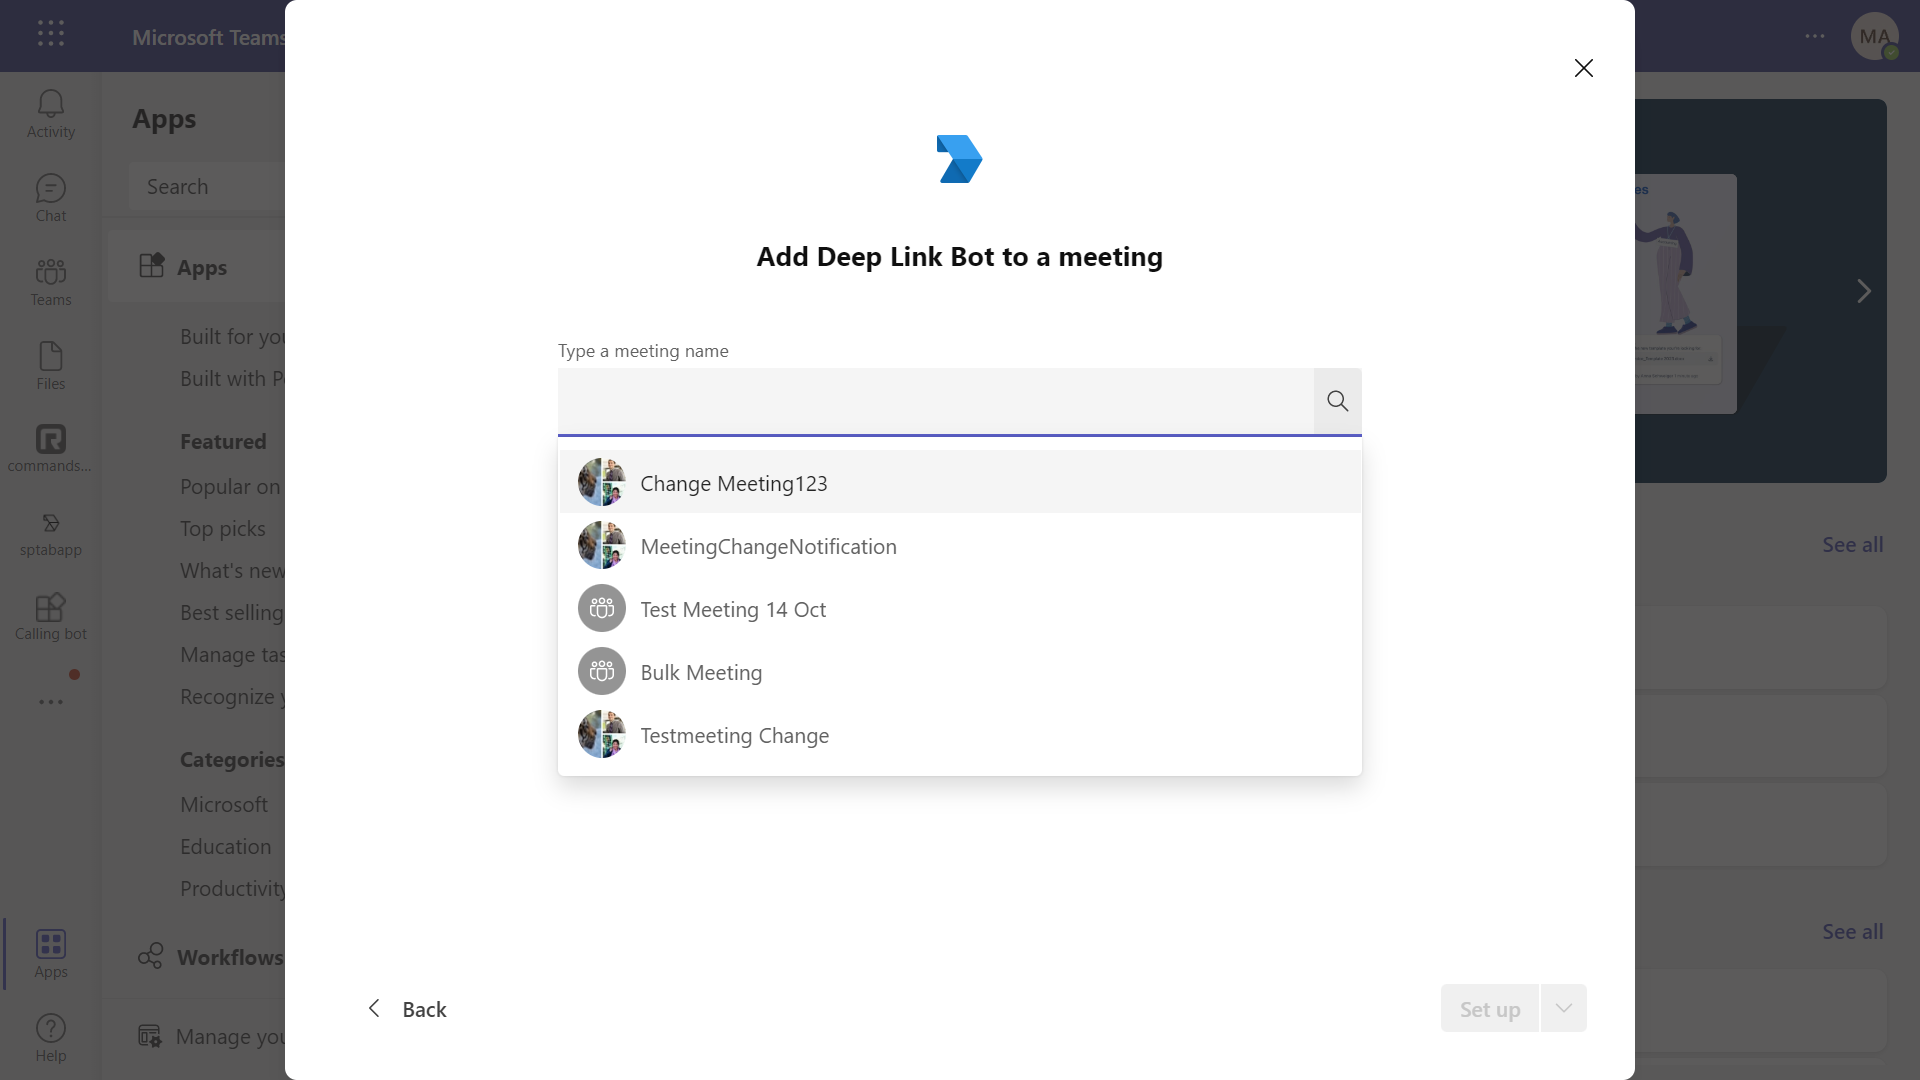 Microsoft Teams
MA
Activity
Chat
Teams
Files
commands...
sptabapp
Calling bot
Apps
Help
Apps
Search
Apps
Built for you
Built with
Featured
Popular on
Top picks
What's new
Best selling
Manage
Recognize
Categories
Microsoft
Education
Productivity
Workflows
Manage
Add Deep Link Bot to a meeting
Type a meeting name
Change Meeting123
MeetingChangeNotification
Test Meeting 14 Oct
Bulk Meeting
Testmeeting Change
Back
Set up
See all
See all